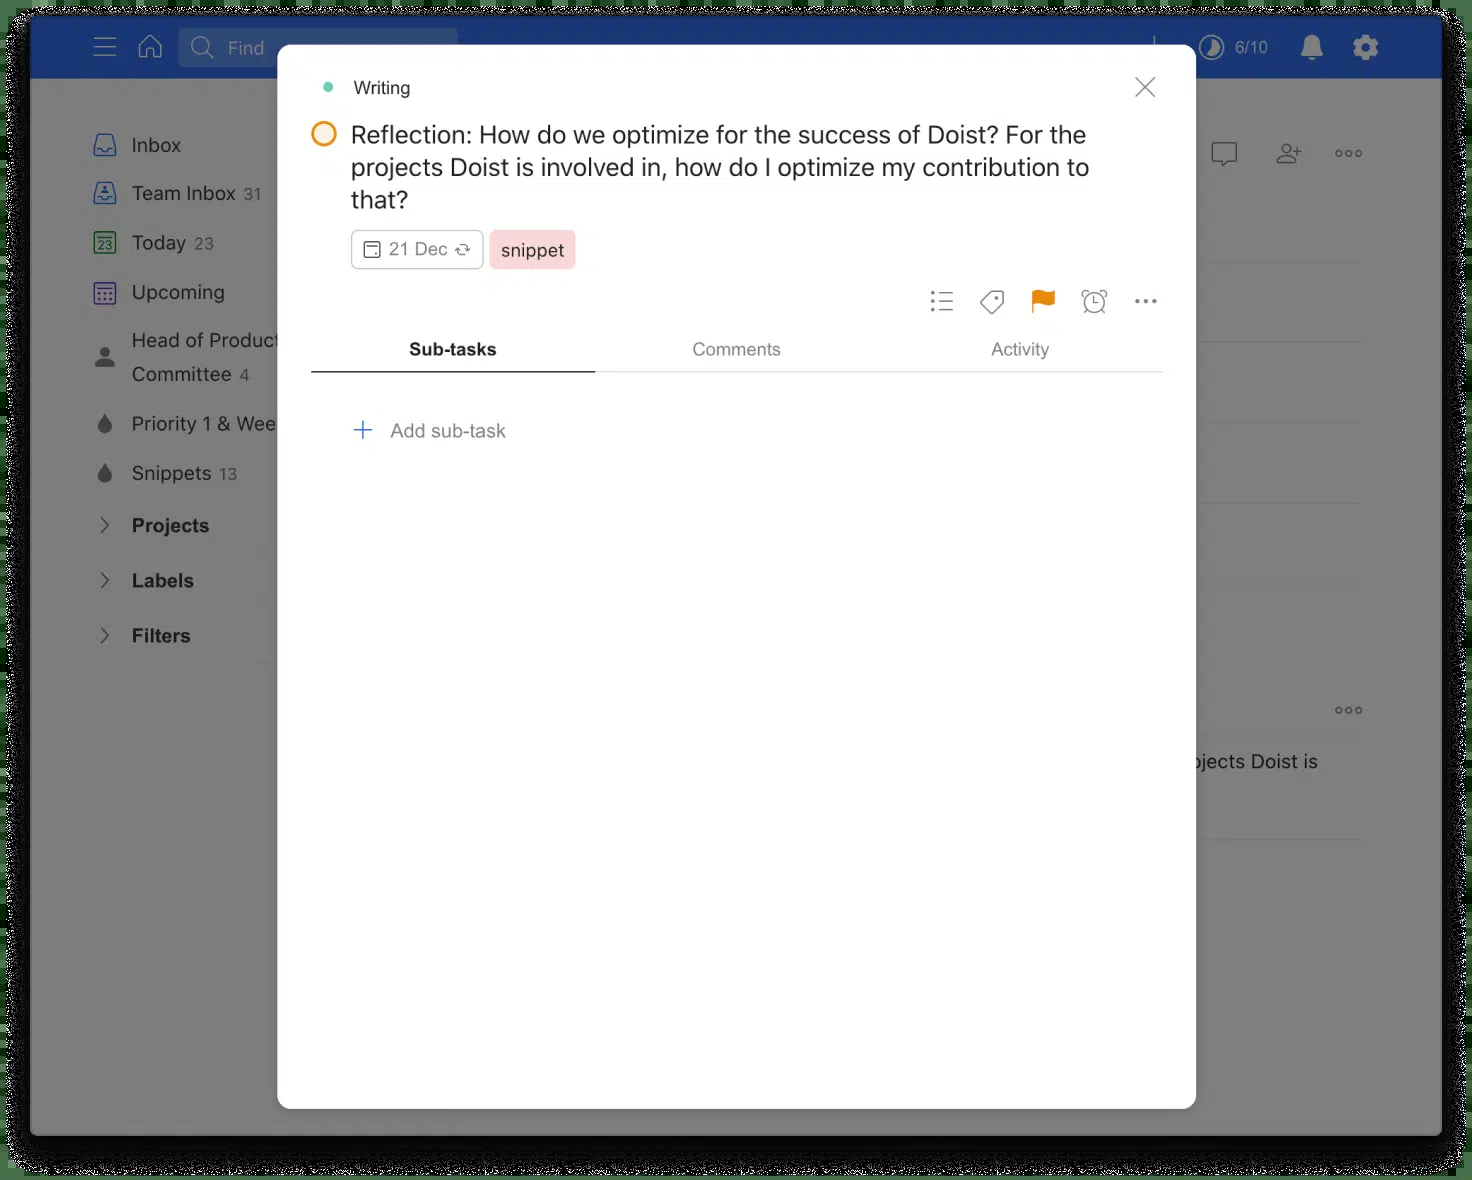 Find
6/10
Writing
Reflection: How do we optimize for the success of Doist? For the
projects Doist is involved in, how do I optimize my contribution to
that?
21 Dec
snippet
Sub-tasks
Comments
Activity
Add sub-task
Inbox
Team Inbox 31
23
Today 23
Upcoming
Head of Product
Committee 4
Priority 1 &
Snippets 13
Projects
Labels
Filters
Doist is